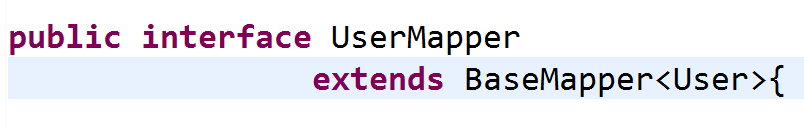 public interface UserMapper
extends BaseMapper<User>{